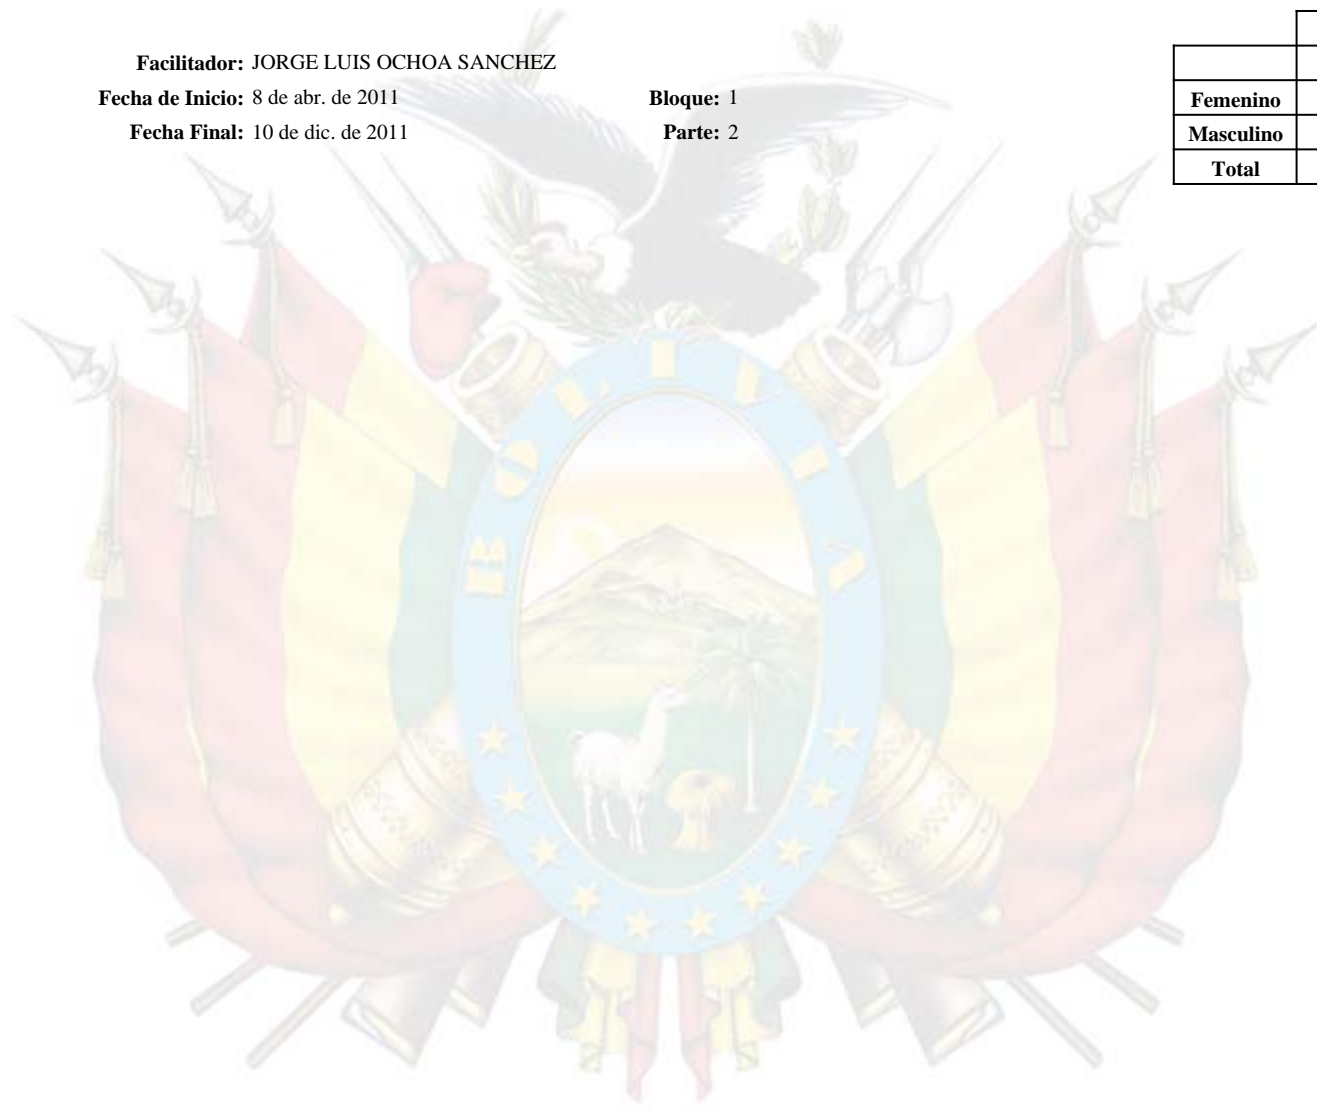 Facilitador: JORGE LUIS OCHOA SANCHEZ
Fecha de Inicio: 8 de abr. de 2011 Bloque: 1
Fecha Final: 10 de dic. de 2011 Parte: 2
Femenino
Masculino
Total
BOLIVIA